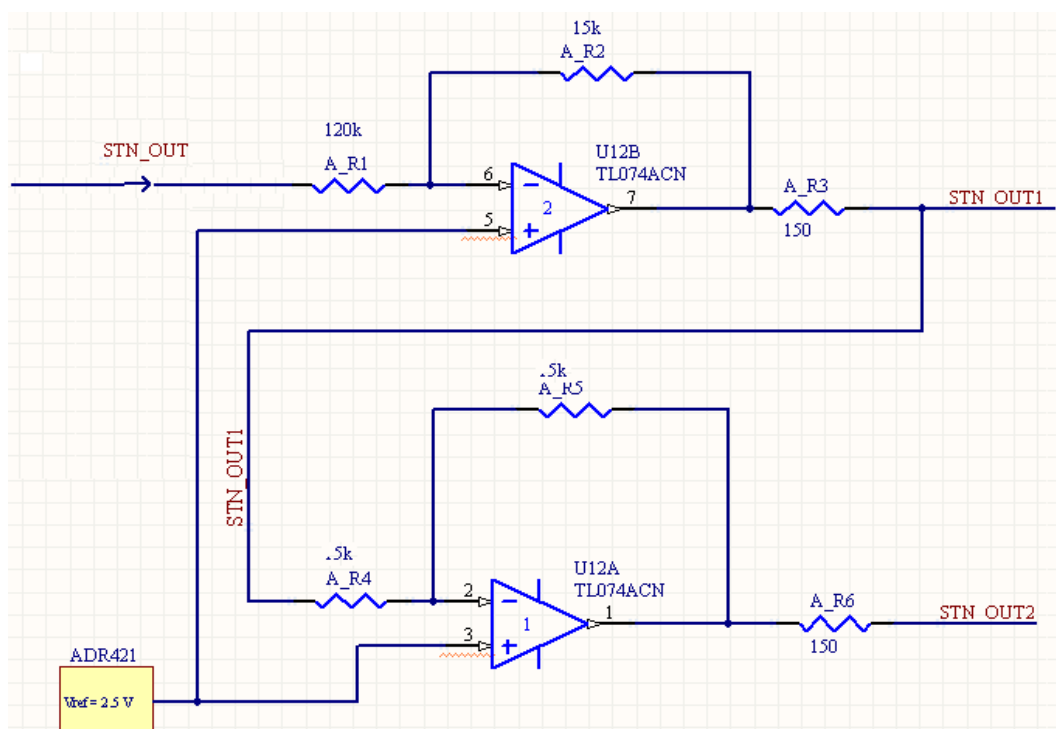 15k
A_R2
120k
STN_OUT
A_R1
U12B
TL074ACN
6
7
2
5
A_R3
STN_OUT1
150
.5k
A_R5
STN_OUT1
.5k
A_R4
U12A
TL074ACN
2
1
1
3
A_R6
STN_OUT2
150
ADR421
Vref = 2.5 V